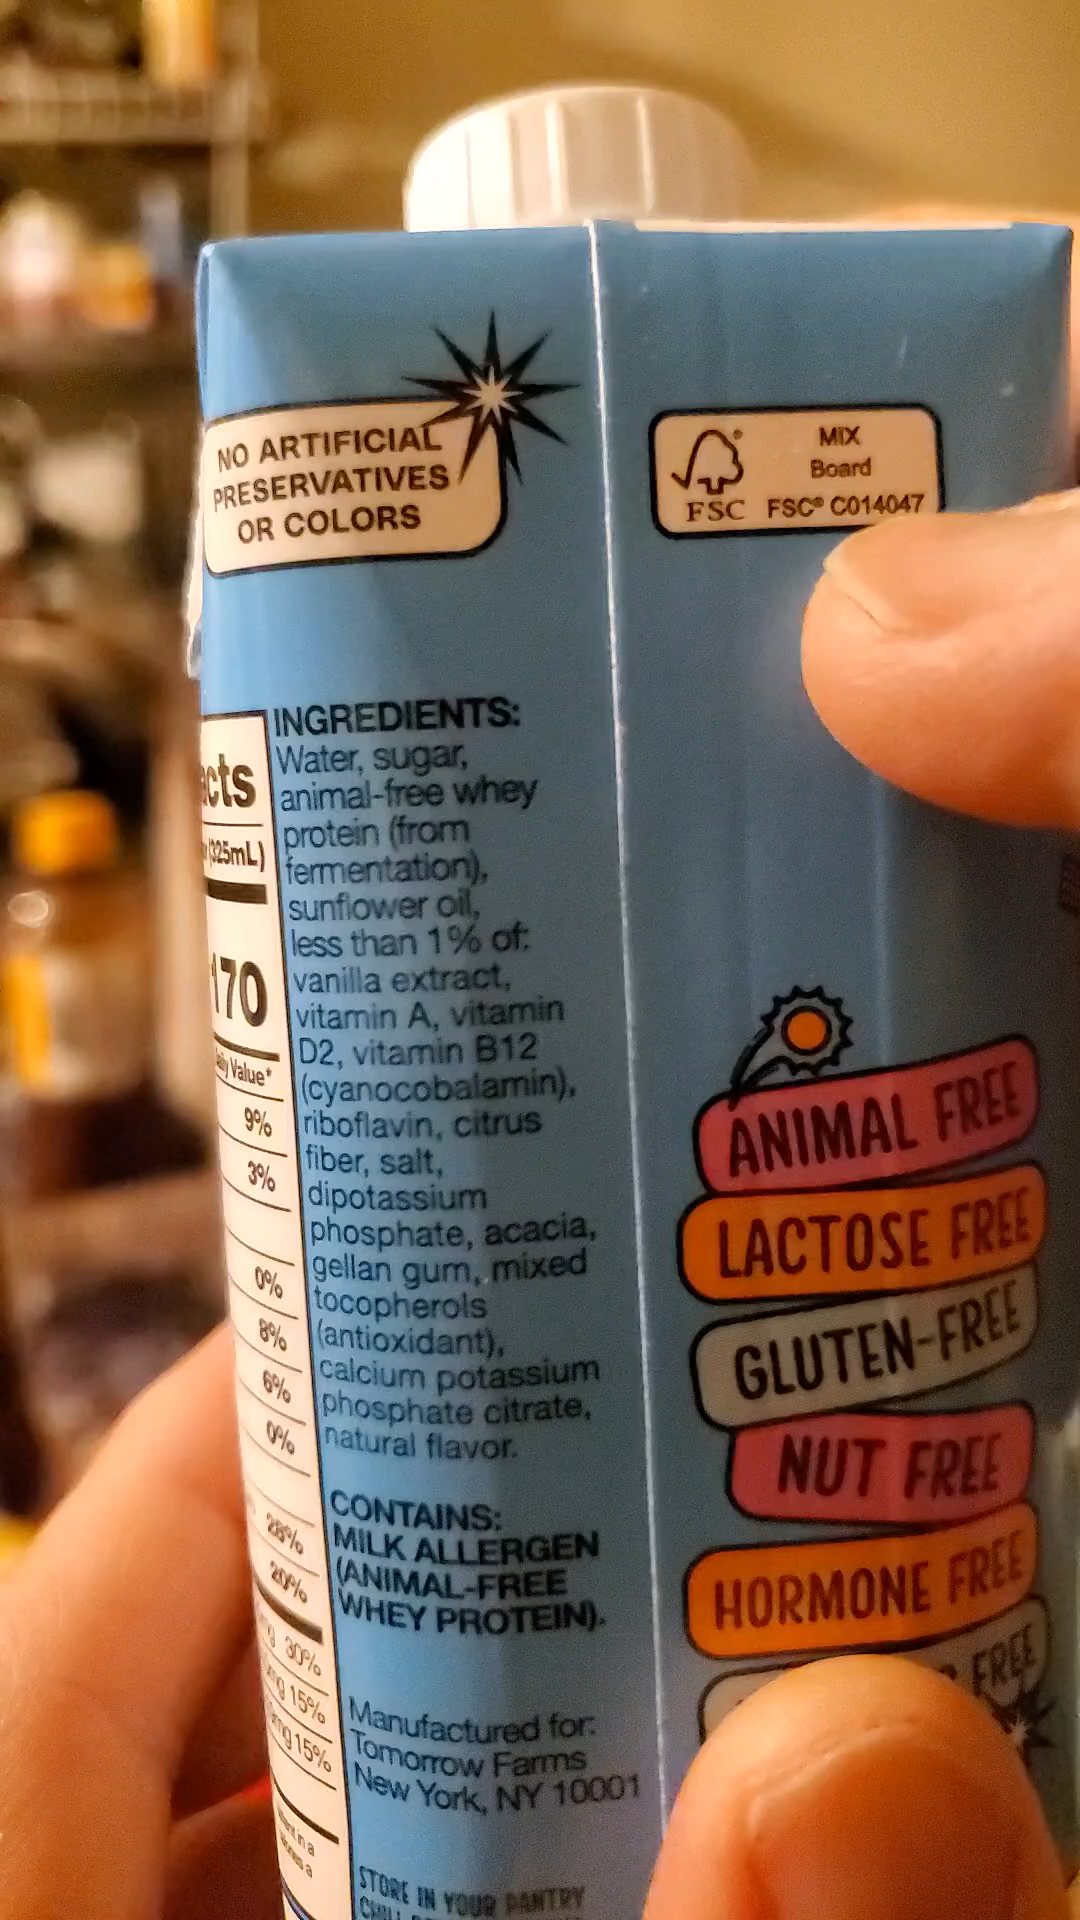 NO ARTIFICIAL
PRESERVATIVES
OR COLORS
MIX
Board
FSC
FSC® C014047
acts
(325mL)
170
Value*
9%
3%
0%
8%
6%
0%
28%
20%
30%
15%
15%
INGREDIENTS:
Water, sugar,
animal-free whey
protein (from
fermentation),
sunflower oil,
less than 1% of:
vanilla extract,
vitamin A, vitamin
D2, vitamin B12
(cyanocobalamin),
riboflavin, citrus
fiber, salt,
dipotassium
phosphate, acacia,
gellan gum, mixed
tocopherols
(antioxidant),
calcium potassium
phosphate citrate,
natural flavor.
CONTAINS:
MILK ALLERGEN
(ANIMAL-FREE
WHEY PROTEIN).
Manufactured for:
Tomorrow Farms
New York, NY 10001
STORE IN YOUR PANTRY
ANIMAL FREE
LACTOSE FREE
GLUTEN-FREE
NUT FREE
HORMONE FREE
FREE